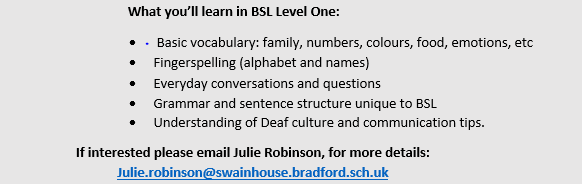 What you'll learn in BSL Level One:
• - Basic vocabulary: family, numbers, colours, food, emotions, etc
• Fingerspelling (alphabet and names)
• Everyday conversations and questions
• Grammar and sentence structure unique to BSL
• Understanding of Deaf culture and communication tips.
If interested please email Julie Robinson, for more details:
Julie.robinson@swainhouse.bradford.sch.uk